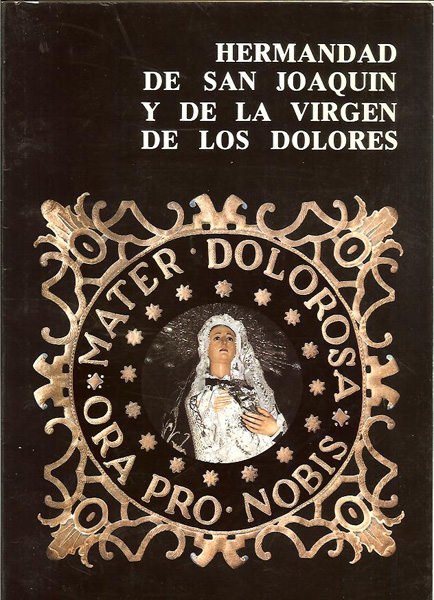 HERMANDAD
DE SAN JOAQUIN
Y DE LA VIRGEN
DE LOS DOLORES
MATER · DOLOROSA
ORA PRO · NOBIS